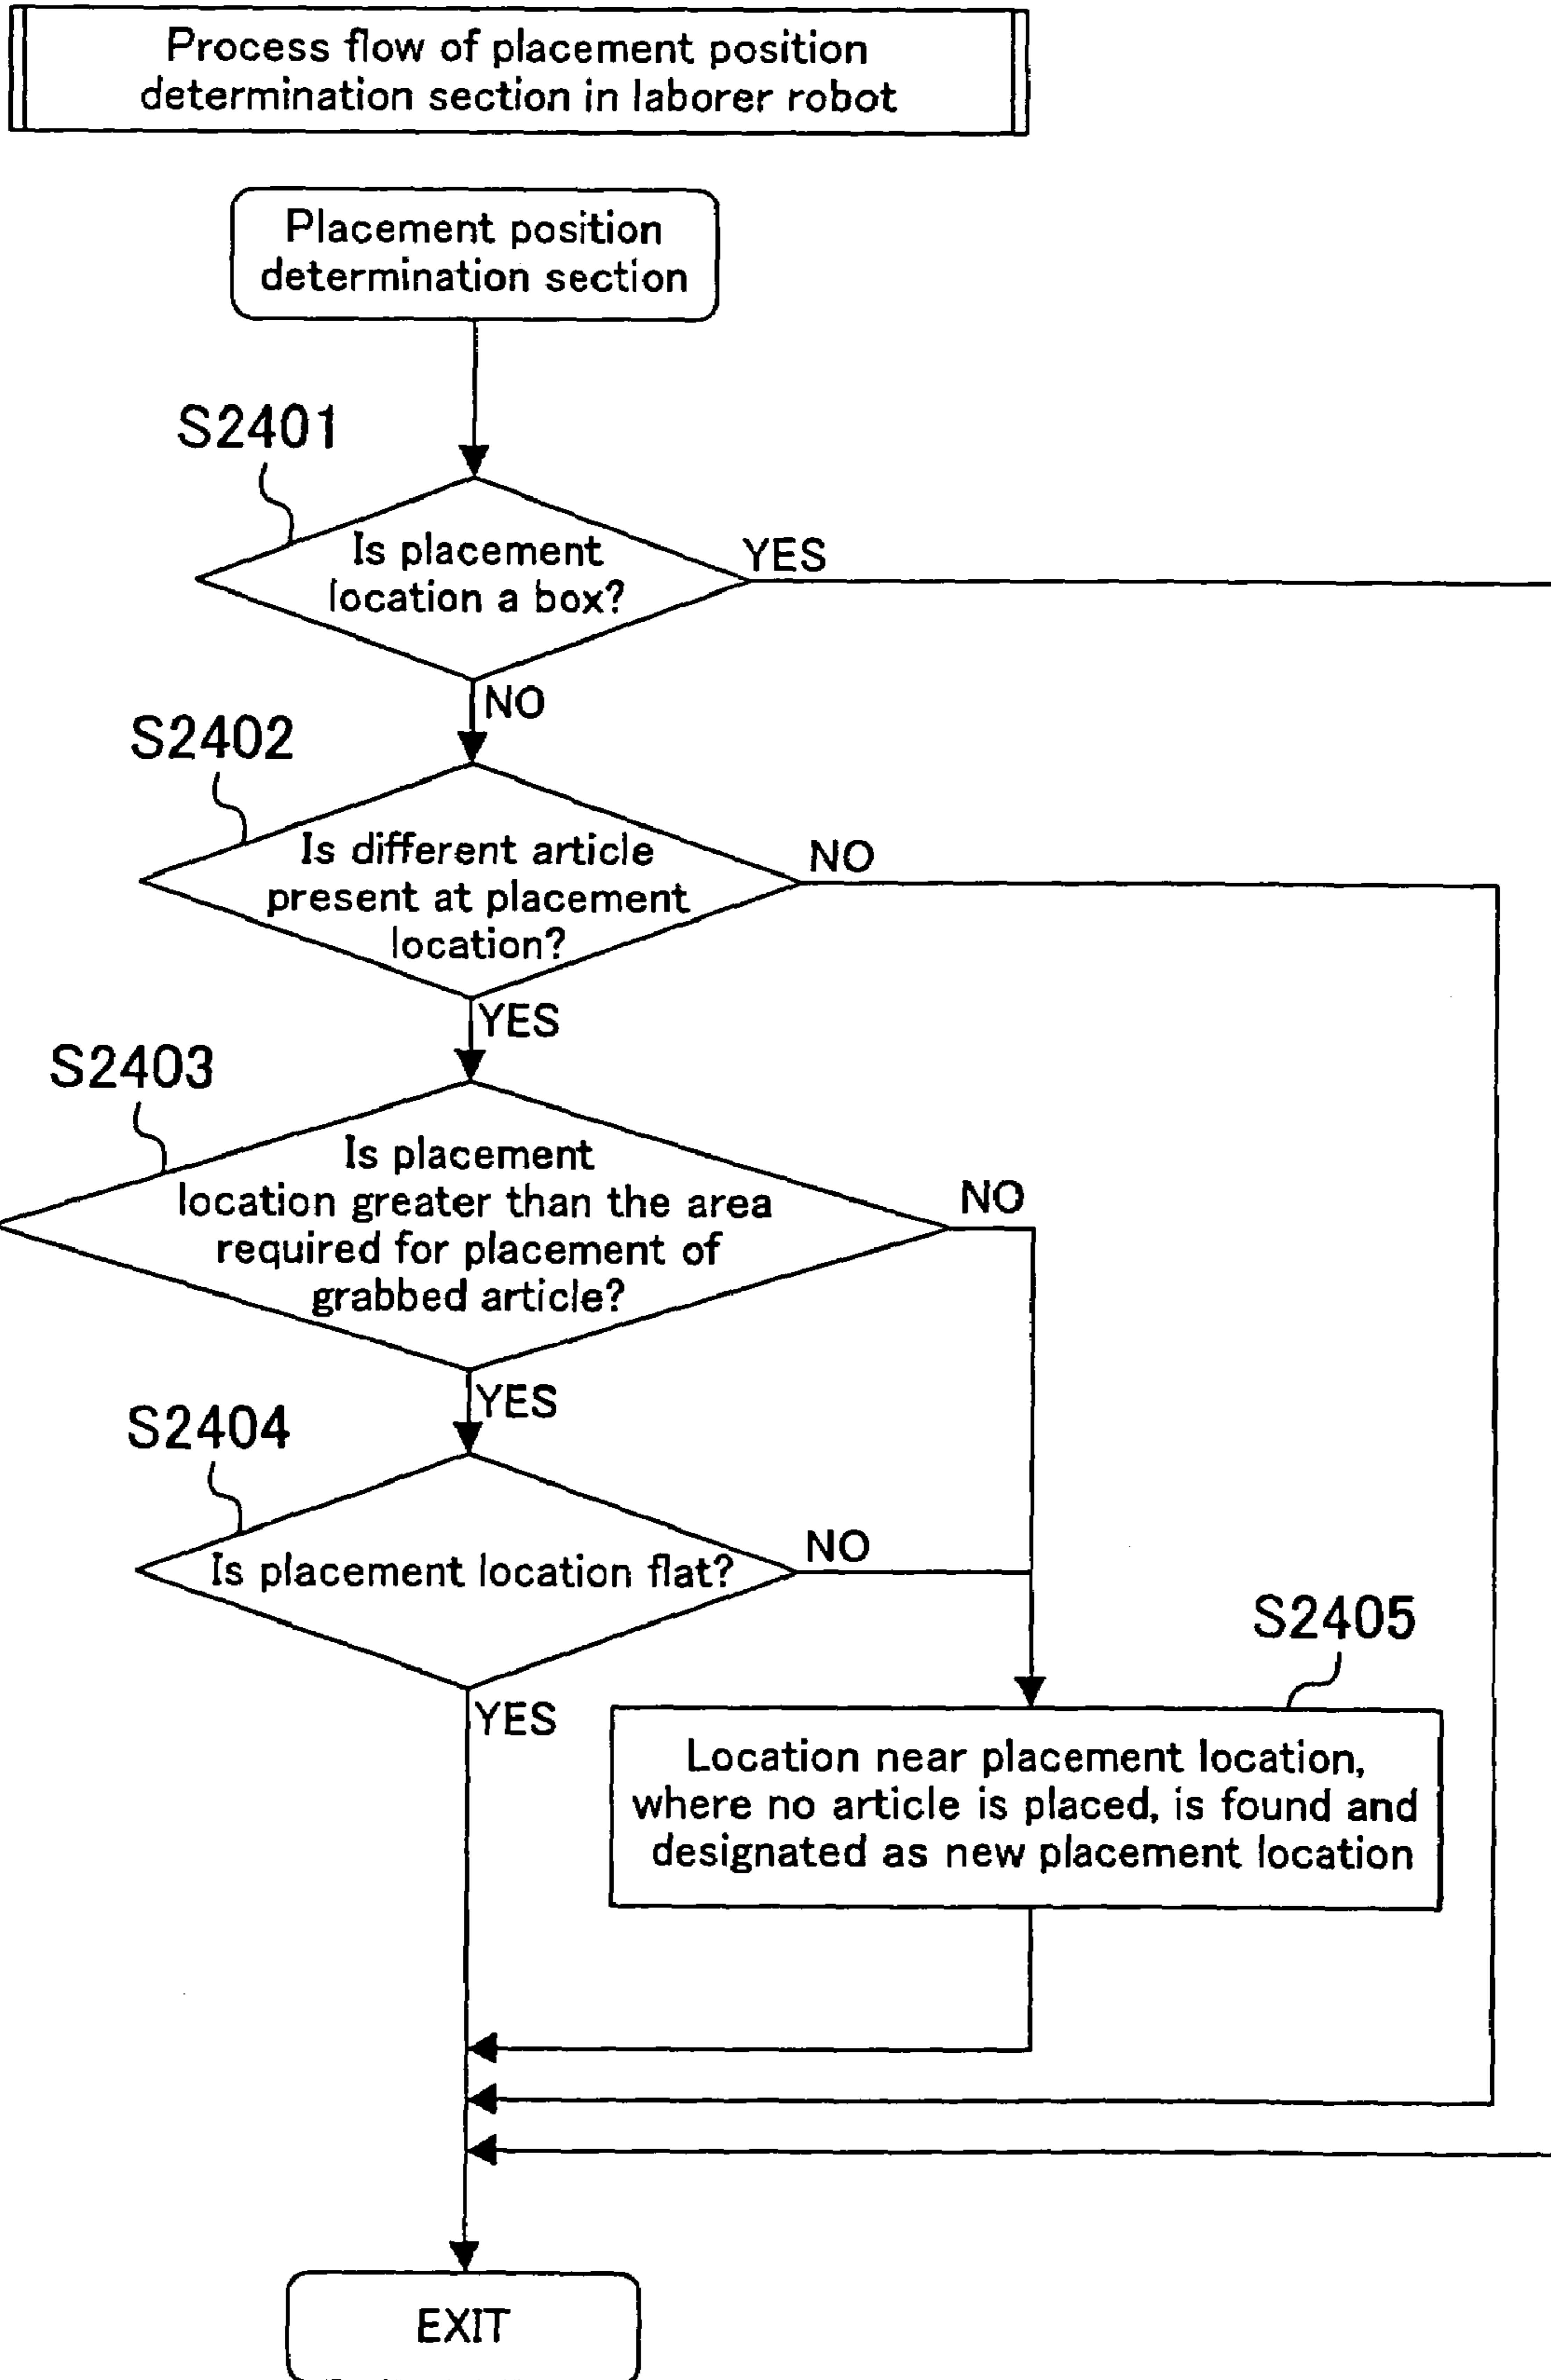 Process flow of placement position
determination section in laborer robot
Placement position
determination section
S2401
Is placement
location a box?
YES
NO
S2402
Is different article
present at placement
location?
NO
YES
S2403
Is placement
location greater than the area
required for placement of
grabbed article?
NO
YES
S2404
Is placement location flat?
NO
YES
S2405
Location near placement location,
where no article is placed, is found and
designated as new placement location
EXIT